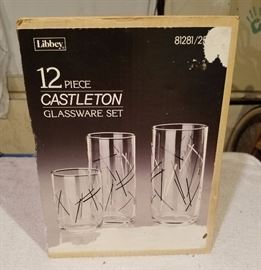 Libbey
12 PIECE
CASTLETON
GLASSWARE SET